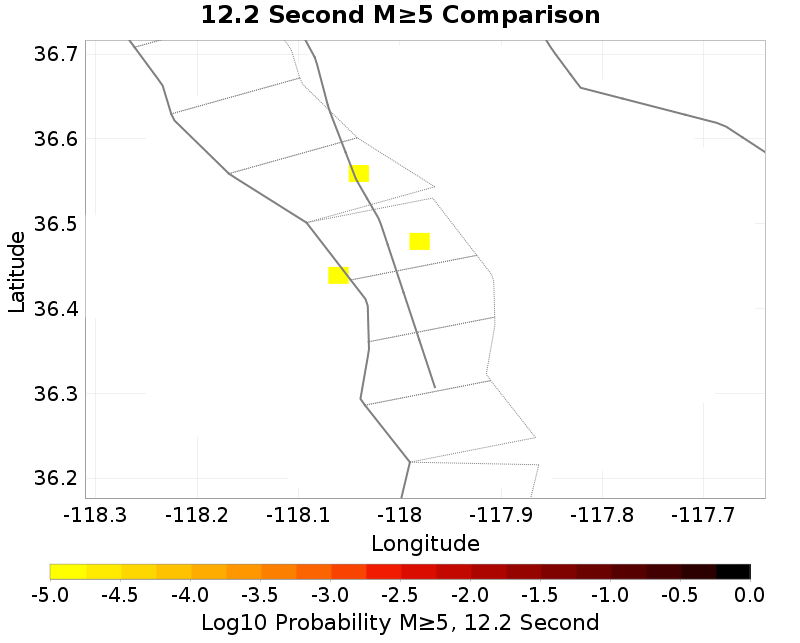 12.2 Second M≥5 Comparison
36.7
36.6
36.5
36.4
36.3
36.2
Latitude
-118.3 -118.2 -118.1 -118 -117.9 -117.8 -117.7
Longitude
-5.0 -4.5 -4.0 -3.5 -3.0 -2.5 -2.0 -1.5 -1.0 -0.5 0.0
Log10 Probability M≥5, 12.2 Second